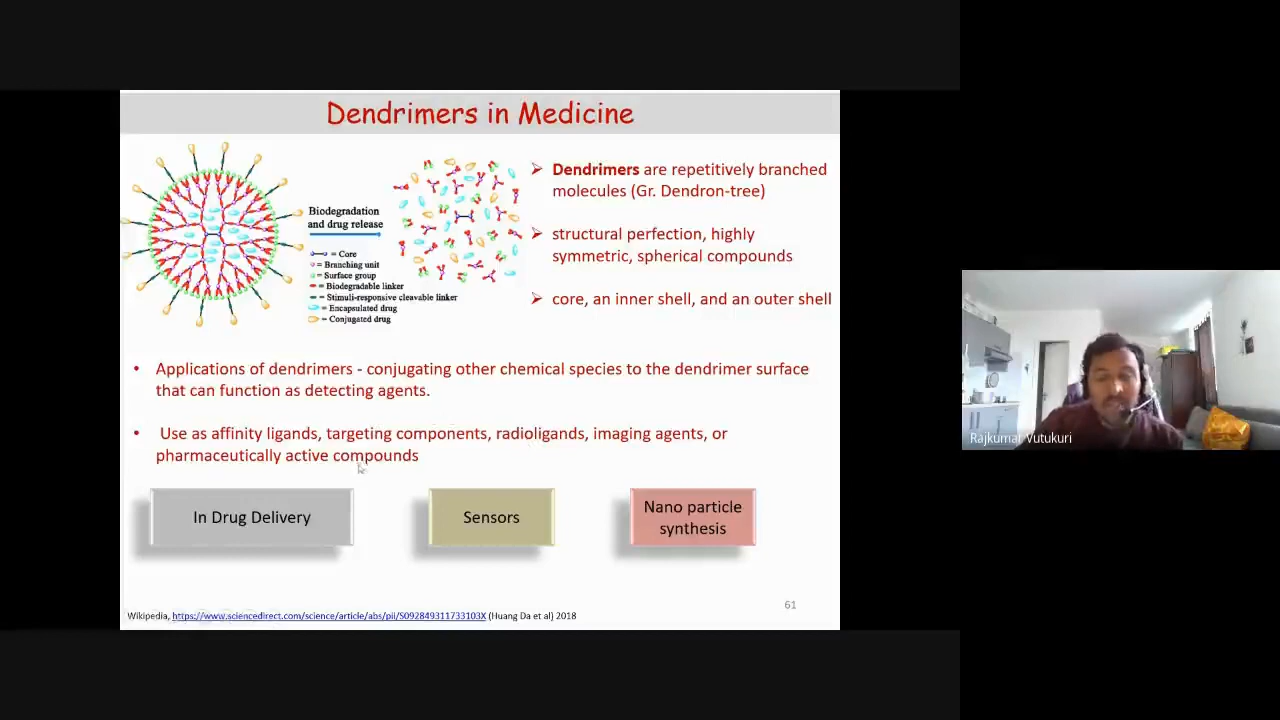 Dendrimers in Medicine
Biodegradation
and drug release
= Core
= Branching unit
= Surface group
= Biodegradable linker
= Stimuli-responsive cleavable linker
= Encapsulated drug
= Conjugated drug
➢ Dendrimers are repetitively branched
molecules (Gr. Dendron-tree)
➢ structural perfection, highly
symmetric, spherical compounds
➢ core, an inner shell, and an outer shell
• Applications of dendrimers - conjugating other chemical species to the dendrimer surface
that can function as detecting agents.
• Use as affinity ligands, targeting components, radioligands, imaging agents, or
pharmaceutically active compounds
In Drug Delivery
Sensors
Nano particle
synthesis
61
Wikipedia, https://www.sciencedirect.com/science/article/abs/pii/S092849311733103X (Huang Da et al) 2018
Rajkumar Vutukuri